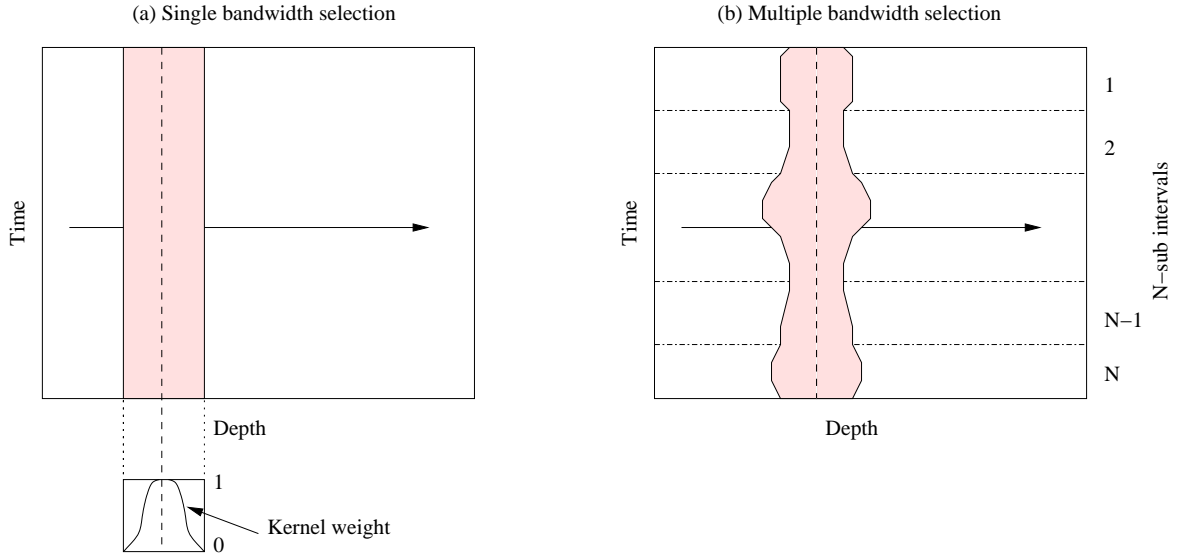 (a) Single bandwidth selection
Time
Depth
1
0
Kernel weight
(b) Multiple bandwidth selection
Time
1
2
N−1
N
N−sub intervals
Depth